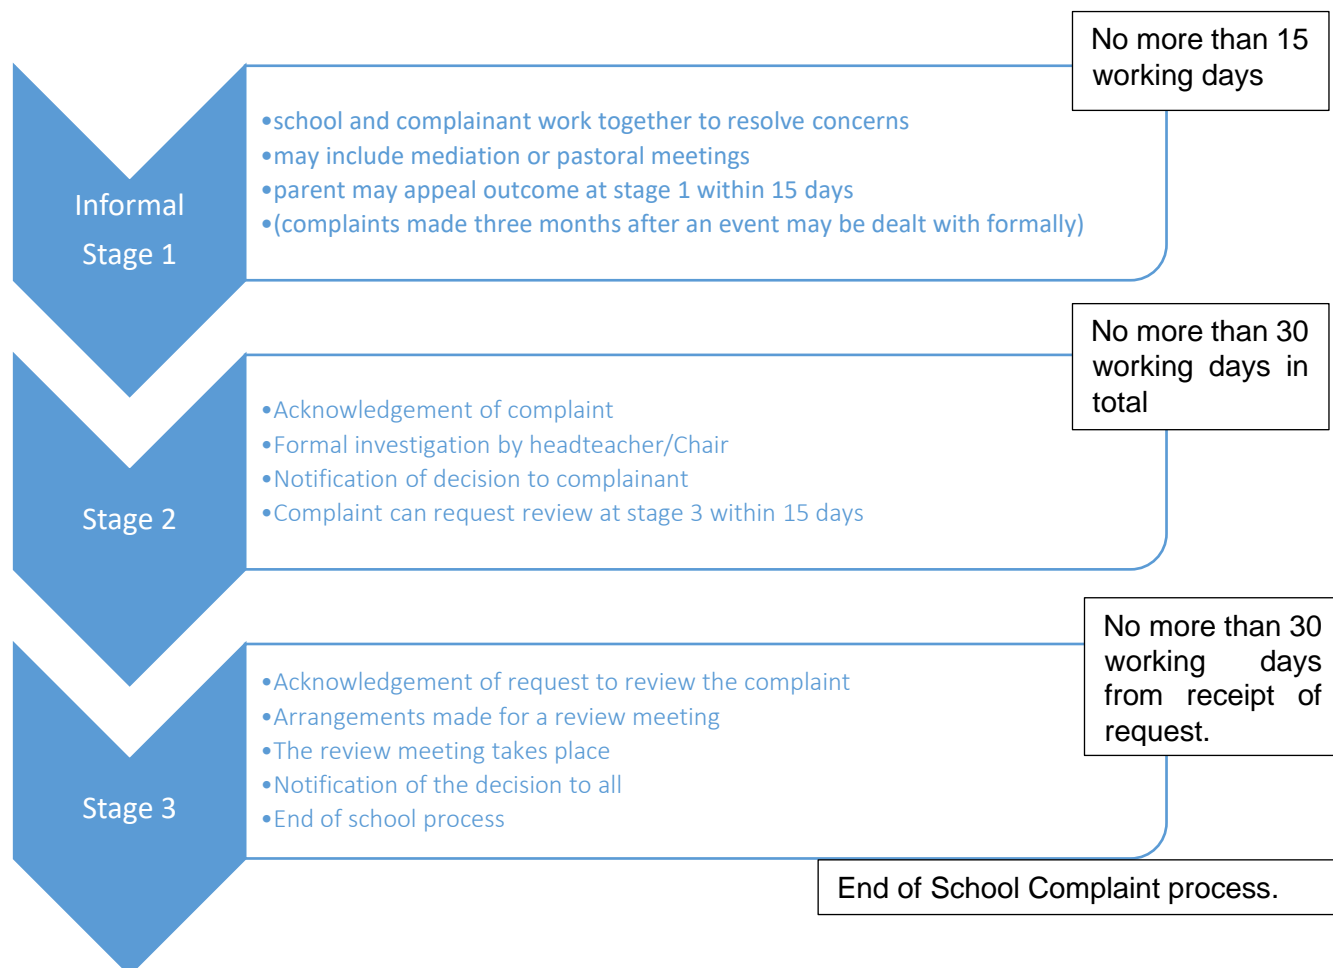 No more than 15
working days
Informal
Stage 1
•school and complainant work together to resolve concerns
•may include mediation or pastoral meetings
•parent may appeal outcome at stage 1 within 15 days
•(complaints made three months after an event may be dealt with formally)
No more than 30
working days in
total
Stage 2
•Acknowledgement of complaint
•Formal investigation by headteacher/Chair
•Notification of decision to complainant
•Complaint can request review at stage 3 within 15 days
No more than 30
working days
from receipt of
request.
Stage 3
•Acknowledgement of request to review the complaint
•Arrangements made for a review meeting
•The review meeting takes place
•Notification of the decision to all
•End of school process
End of School Complaint process.